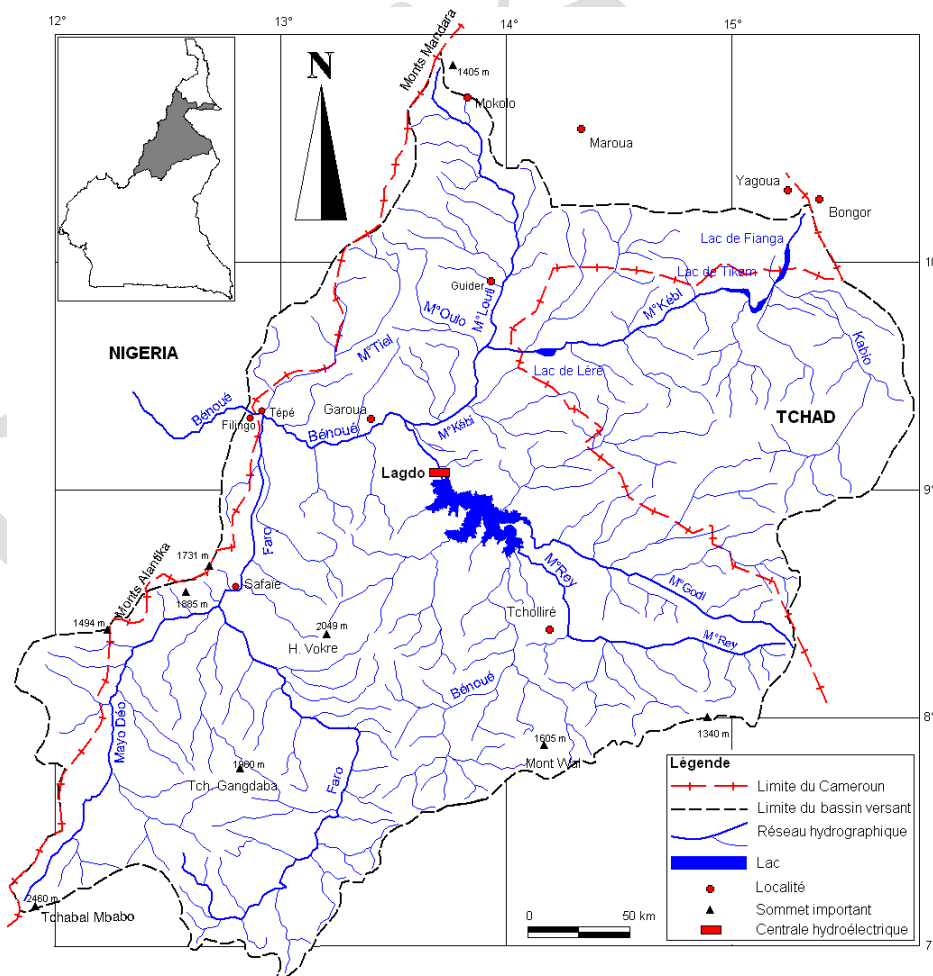 12°
13°
14°
15°
N
Monts Mandara
1405 m
Mokolo
Maroua
Yagoua
Bongor
Lac de Fianga
10
Lac de Tikem
Guider
M°Louti
M°Kébi
M°Oulo
Kabio
M°Tiel
NIGERIA
Lac de Léré
Bénoué
Tépé
Filingo
Garoua
Bénoué
M°Kébi
TCHAD
Lagdo
9°
Faro
1731 m
Monts Alantika
Safaie
1885 m
M°Rey
M°Godi
Tcholliré
1494 m
2049 m
H. Vokre
M°Rey
Bénoué
8°
Mayo Déo
1340 m
1605 m
Mont Wal
1960 m
Tch. Gangdaba
Faro
2460 m
Tchabal Mbabo
Légende
Limite du Cameroun
Limite du bassin versant
Réseau hydrographique
Lac
Localité
Sommet important
Centrale hydroélectrique
0
50 km
7